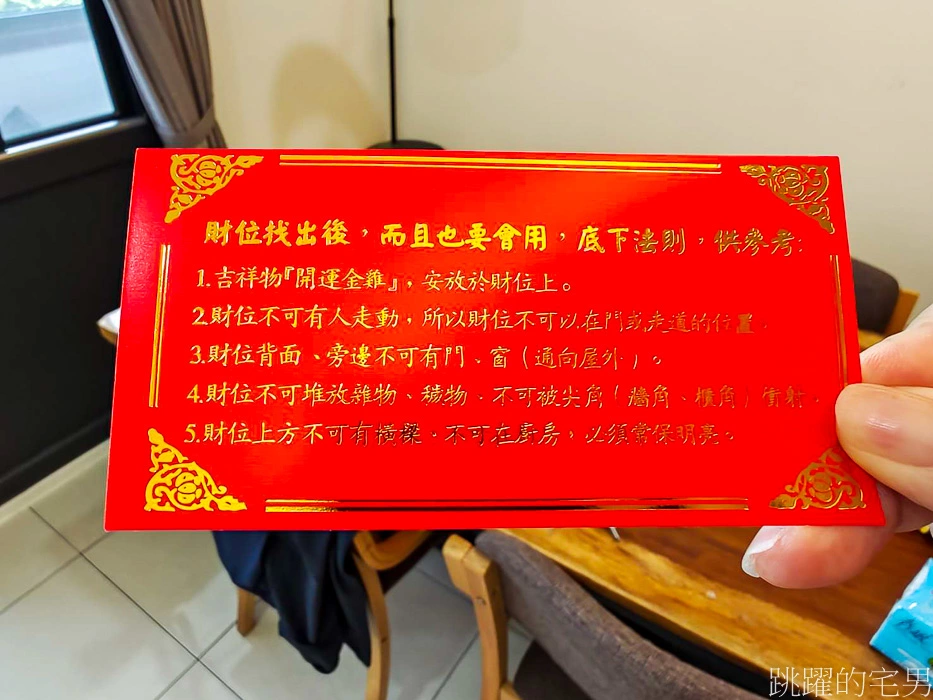 財位找出後，而且也要會用，底下法則，供參考:
1.吉祥物『開運金雞』，安放於財位上。
2.財位不可有人走動，所以財位不可以在門或走道的位置.
3.財位背面、旁邊不可有門、窗（通向屋外）。
4.財位不可堆放雜物、穢物．不可被尖角（牆角、櫃角）衝射.
5.財位上方不可有橫樑．不可在廚房，必須常保明亮。
跳躍的宅男